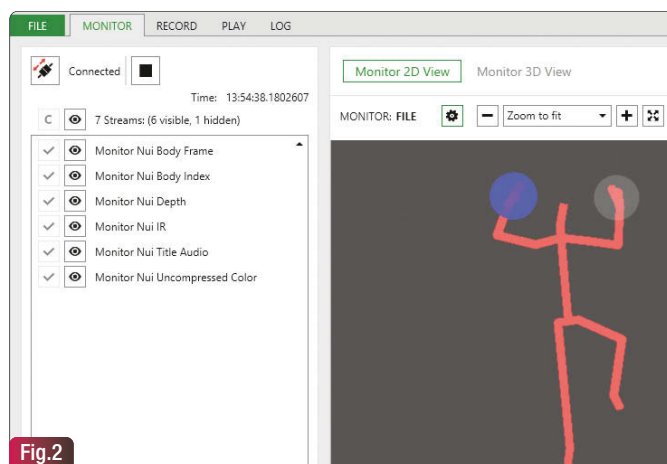 FILE MONITOR RECORD PLAY LOG
Connected
Time: 13:54:38.1802607
C 7 Streams: (6 visible, 1 hidden)
Monitor Nui Body Frame
Monitor Nui Body Index
Monitor Nui Depth
Monitor Nui IR
Monitor Nui Title Audio
Monitor Nui Uncompressed Color
Monitor 2D View Monitor 3D View
MONITOR: FILE Zoom to fit
Fig.2